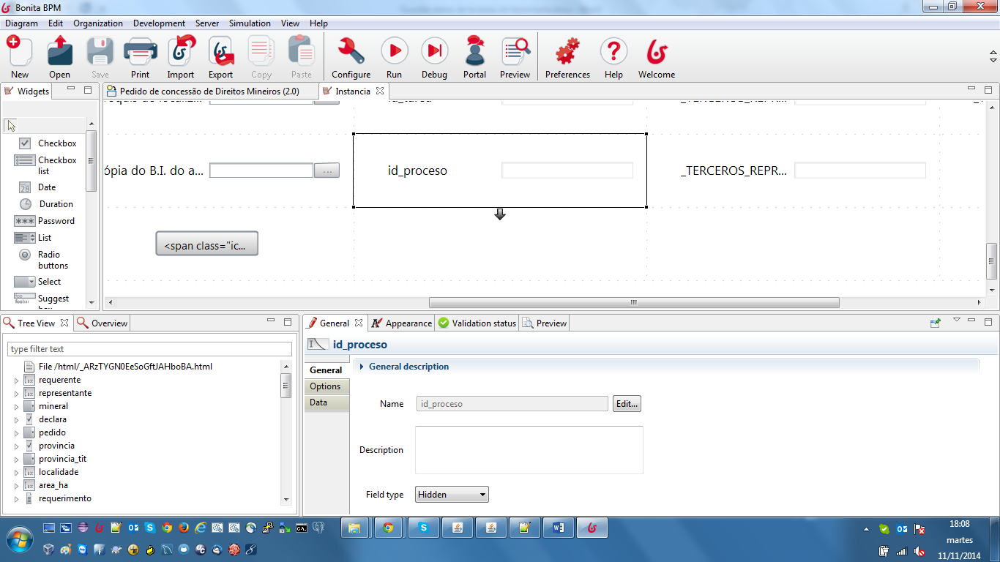 Bonita BPM
Diagram Edit Organization Development Server Simulation View Help
New Open Save Print Import Export Copy Paste Configure Run Debug Portal Preview Preferences Help Welcome
Widgets
Pedido de concessão de Direitos Mineiros (2.0)
Instancia
Checkbox
Checkbox
list
Date
Duration
Password
List
Radio
buttons
Select
Suggest
ópia do B.I. do a...
...
id_proceso
_TERCEROS_REPR...
<span class="ic...
Tree View
Overview
type filter text
File /html/_ARzTYGN0EeSoGftJAHboBA.html
requerente
representante
mineral
declara
pedido
provincia
provincia_tit
localidade
area_ha
requerimento
General Appearance Validation status Preview
id_proceso
General
Options
Data
General description
Name
id_proceso
Edit...
Description
Field type
Hidden
18:08
martes
11/11/2014